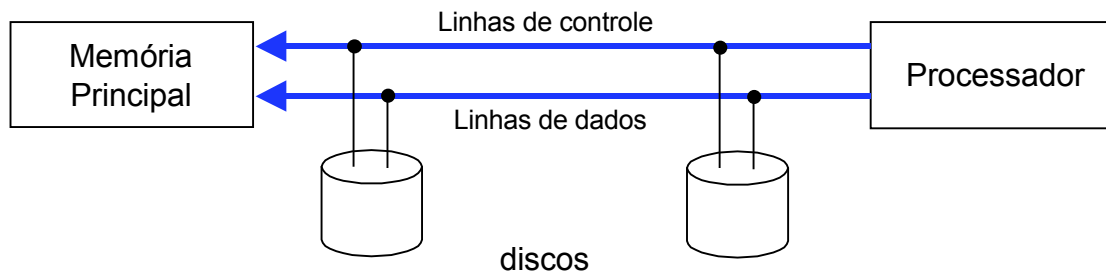 Linhas de controle
Memória
Principal
Processador
Linhas de dados
discos